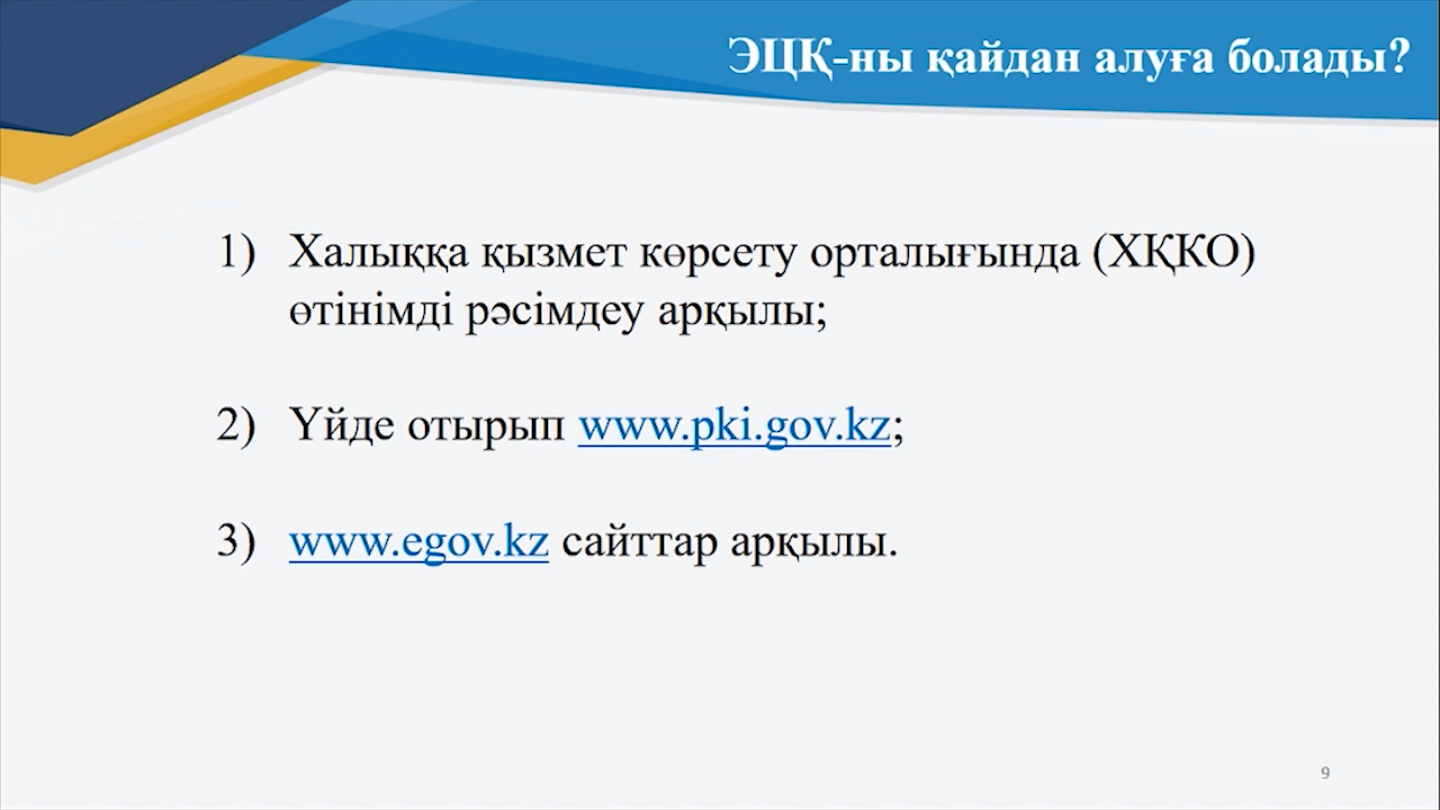 ЭЦҚ-ны қайдан алуға болады?
1) Халыққа қызмет көрсету орталығында (ХҚКО)
өтінімді рәсімдеу арқылы;
2) Үйде отырып www.pki.gov.kz;
3) www.egov.kz сайттар арқылы.
9